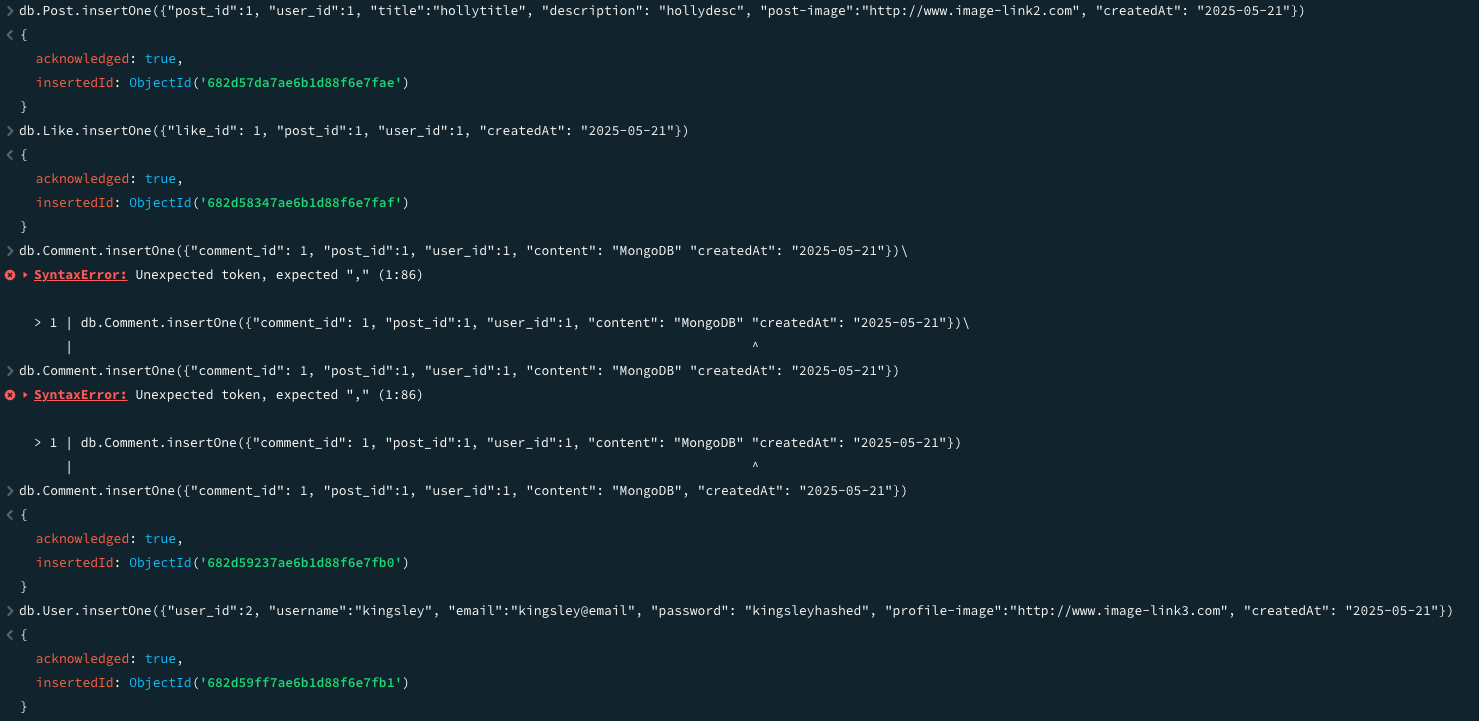 > db.Post.insertOne({"post_id":1, "user_id":1, "title":"hollytitle", "description": "hollydesc", "post-image":"http://www.image-link2.com", "createdAt": "2025-05-21"})
< {
acknowledged: true,
insertedId: ObjectId('682d57da7ae6b1d88f6e7fae')
}
> db.Like.insertOne({"like_id": 1, "post_id":1, "user_id":1, "createdAt": "2025-05-21"})
< {
acknowledged: true,
insertedId: ObjectId('682d58347ae6b1d88f6e7faf')
}
> db.Comment.insertOne({"comment_id": 1, "post_id":1, "user_id":1, "content": "MongoDB" "createdAt": "2025-05-21"})\
SyntaxError: Unexpected token, expected "," (1:86)
> 1 | db.Comment.insertOne({"comment_id": 1, "post_id":1, "user_id":1, "content": "MongoDB" "createdAt": "2025-05-21"})\
| ^
> db.Comment.insertOne({"comment_id": 1, "post_id":1, "user_id":1, "content": "MongoDB" "createdAt": "2025-05-21"})
SyntaxError: Unexpected token, expected "," (1:86)
> 1 | db.Comment.insertOne({"comment_id": 1, "post_id":1, "user_id":1, "content": "MongoDB" "createdAt": "2025-05-21"})
| ^
> db.Comment.insertOne({"comment_id": 1, "post_id":1, "user_id":1, "content": "MongoDB", "createdAt": "2025-05-21"})
< {
acknowledged: true,
insertedId: ObjectId('682d59237ae6b1d88f6e7fb0')
}
> db.User.insertOne({"user_id":2, "username":"kingsley", "email":"kingsley@email", "password": "kingsleyhashed", "profile-image":"http://www.image-link3.com", "createdAt": "2025-05-21"})
< {
acknowledged: true,
insertedId: ObjectId('682d59ff7ae6b1d88f6e7fb1')
}